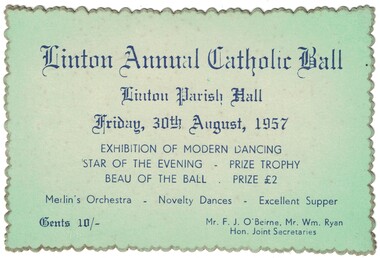 Linton Annual Catholic Ball
Linton Parish Hall
Friday, 30th August, 1957
EXHIBITION OF MODERN DANCING
STAR OF THE EVENING - PRIZE TROPHY
BEAU OF THE BALL . PRIZE £2
Merlin's Orchestra - Novelty Dances - Excellent Supper
Gents 10/-
Mr. F. J. O'Beirne, Mr. Wm. Ryan
Hon. Joint Secretaries